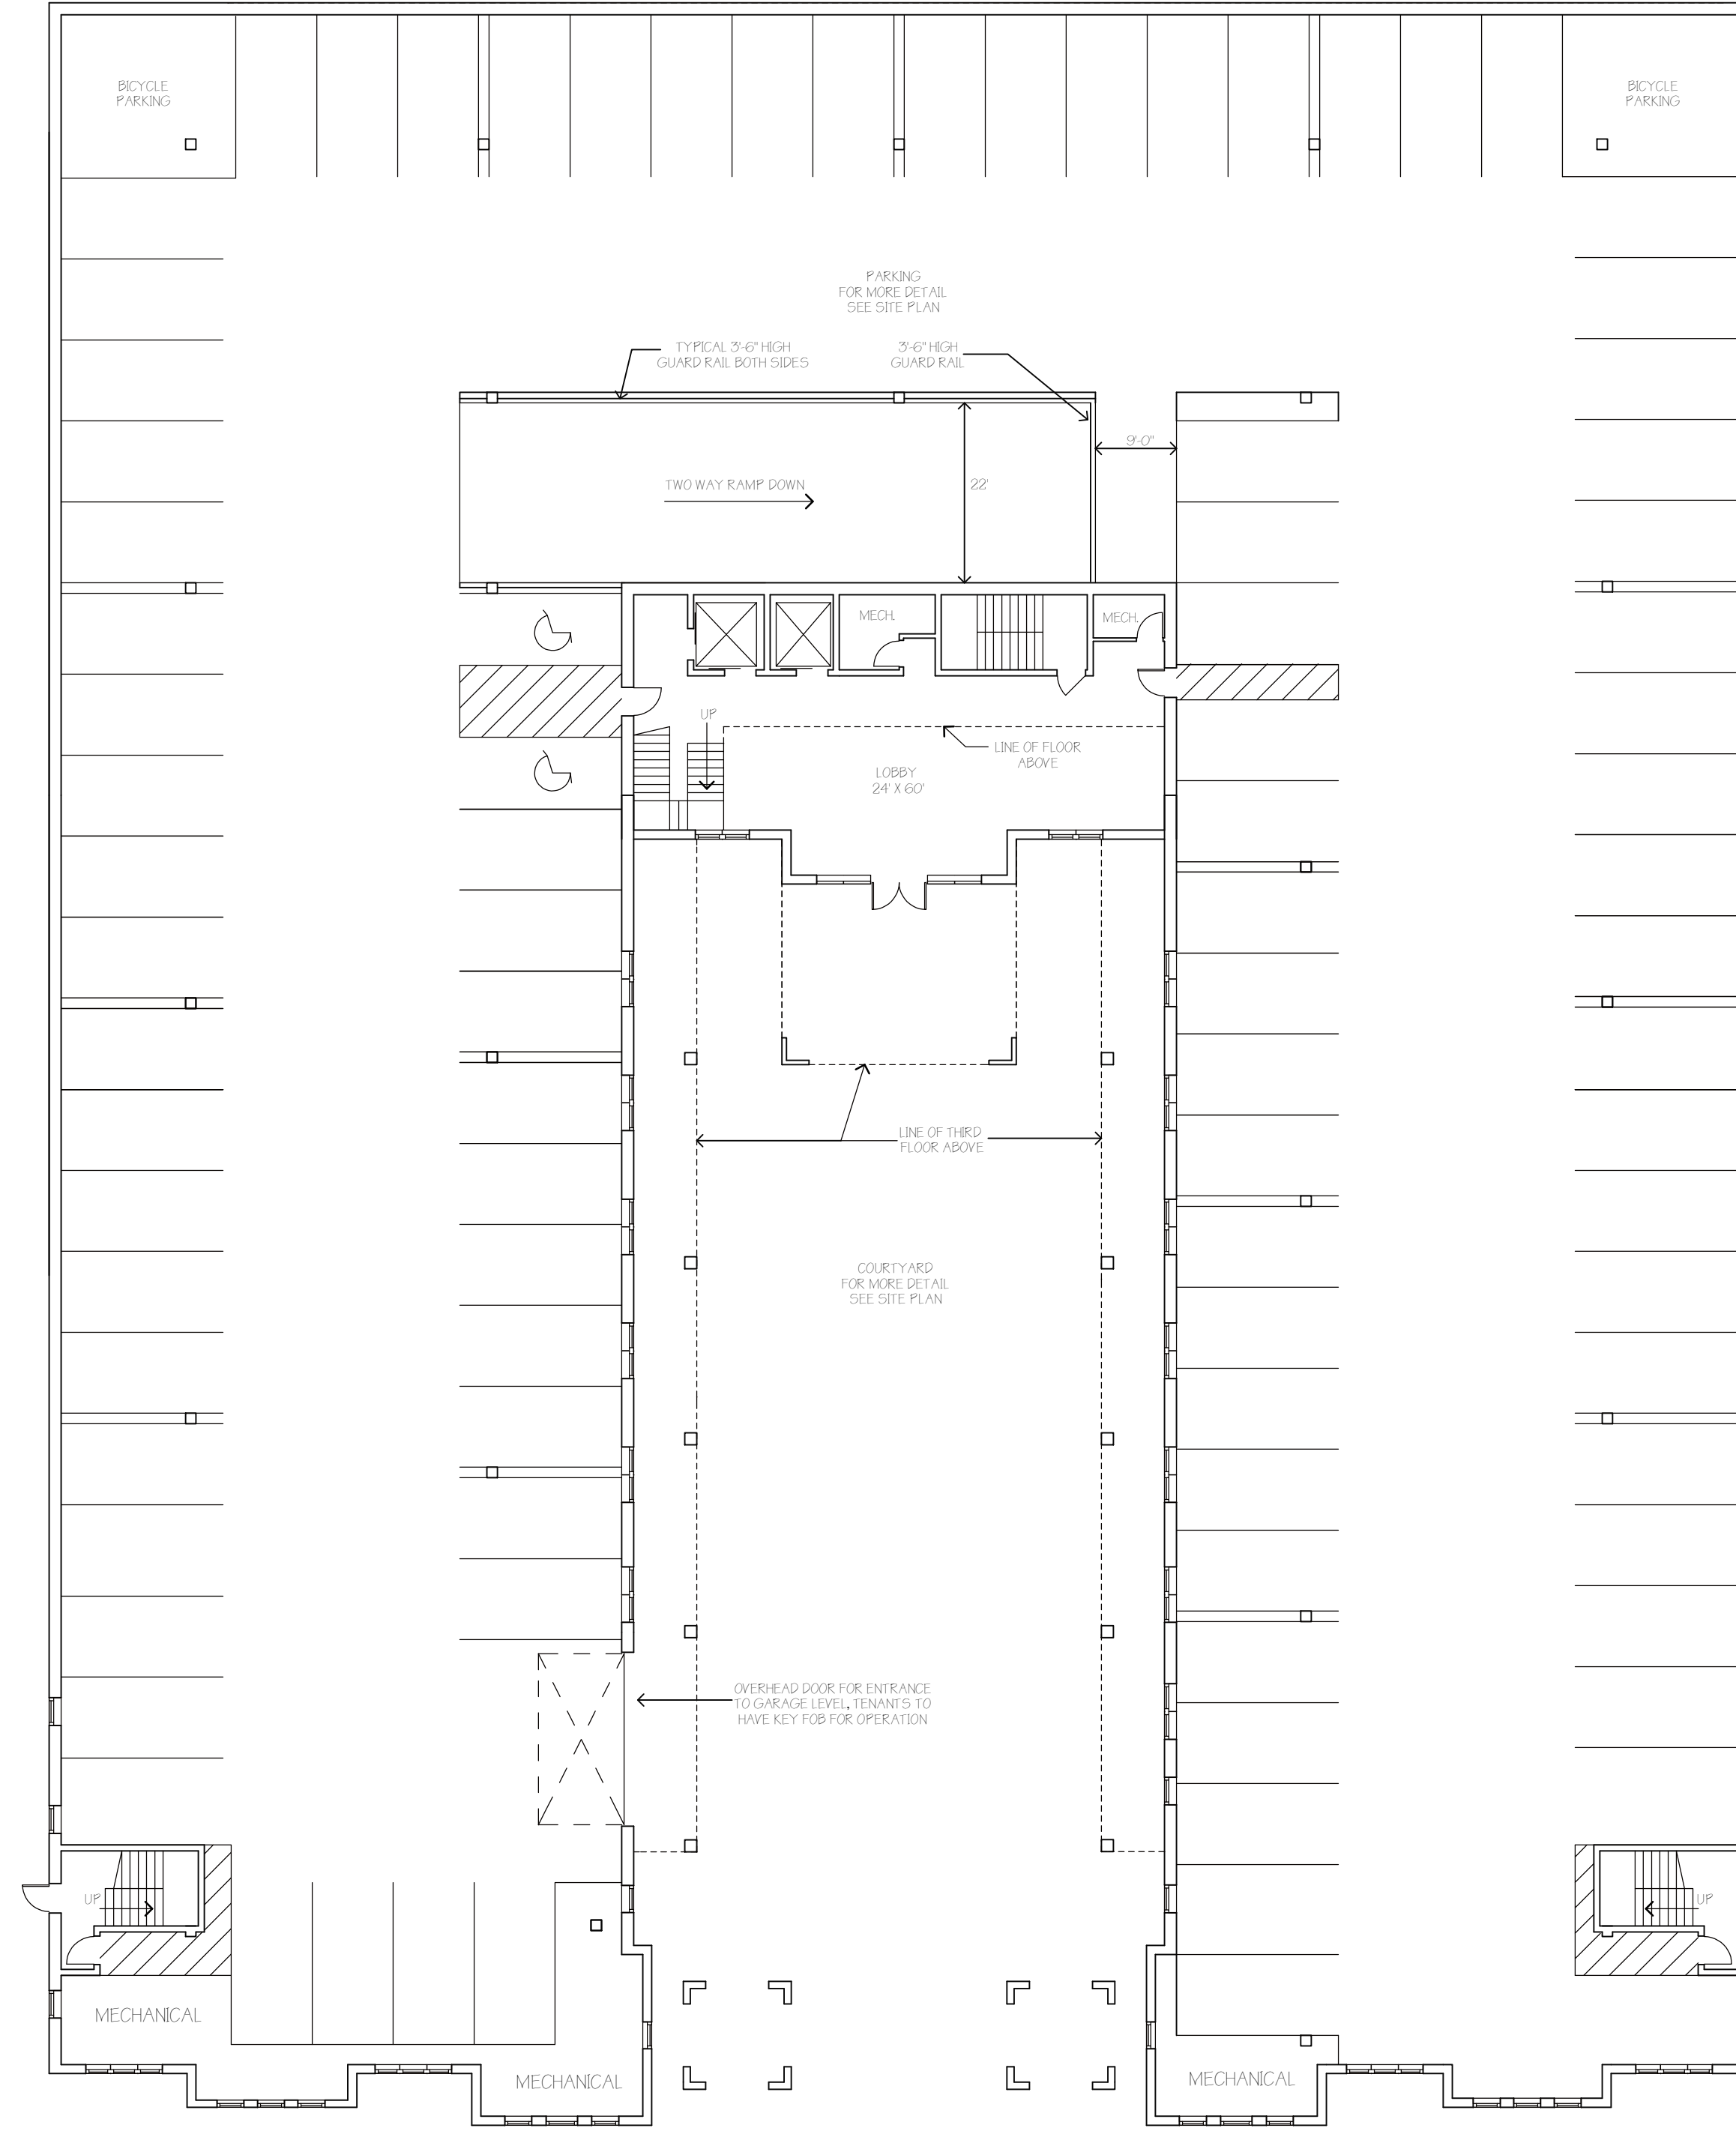 BICYCLE
PARKING
BICYCLE
PARKING
PARKING
FOR MORE DETAIL
SEE SITE PLAN
TYPICAL 3'-6" HIGH
GUARD RAIL BOTH SIDES
3'-6" HIGH
GUARD RAIL
9'-0"
TWO WAY RAMP DOWN
22'
MECH.
MECH.
UP
LINE OF FLOOR
ABOVE
LOBBY
24' X 60'
LINE OF THIRD
FLOOR ABOVE
COURTYARD
FOR MORE DETAIL
SEE SITE PLAN
OVERHEAD DOOR FOR ENTRANCE
TO GARAGE LEVEL, TENANTS TO
HAVE KEY FOB FOR OPERATION
UP
UP
MECHANICAL
MECHANICAL
MECHANICAL